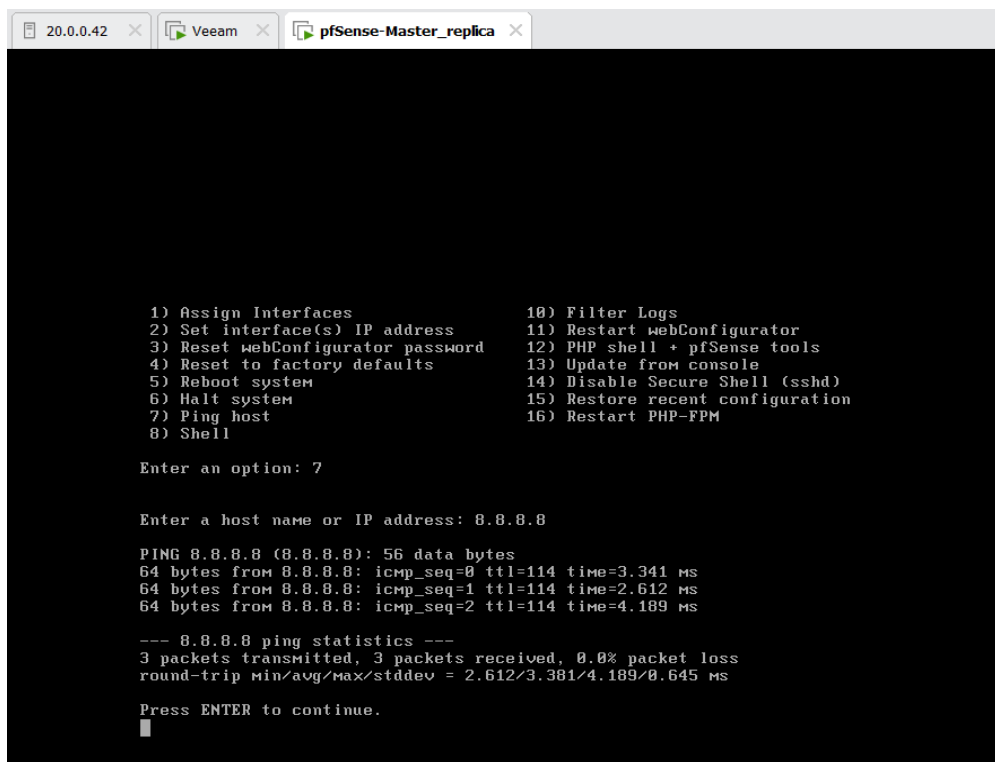 20.0.0.42 Veeam pfSense-Master_replica
1) Assign Interfaces 10) Filter Logs
2) Set interface(s) IP address 11) Restart webConfigurator
3) Reset webConfigurator password 12) PHP shell + pfSense tools
4) Reset to factory defaults 13) Update from console
5) Reboot system 14) Disable Secure Shell (sshd)
6) Halt system 15) Restore recent configuration
7) Ping host 16) Restart PHP-FPM
8) Shell
Enter an option: 7
Enter a host name or IP address: 8.8.8.8
PING 8.8.8.8 (8.8.8.8): 56 data bytes
64 bytes from 8.8.8.8: icmp_seq=0 ttl=114 time=3.341 ms
64 bytes from 8.8.8.8: icmp_seq=1 ttl=114 time=2.612 ms
64 bytes from 8.8.8.8: icmp_seq=2 ttl=114 time=4.189 ms
--- 8.8.8.8 ping statistics ---
3 packets transmitted, 3 packets received, 0.0% packet loss
round-trip min/avg/max/stddev = 2.612/3.381/4.189/0.645 ms
Press ENTER to continue.